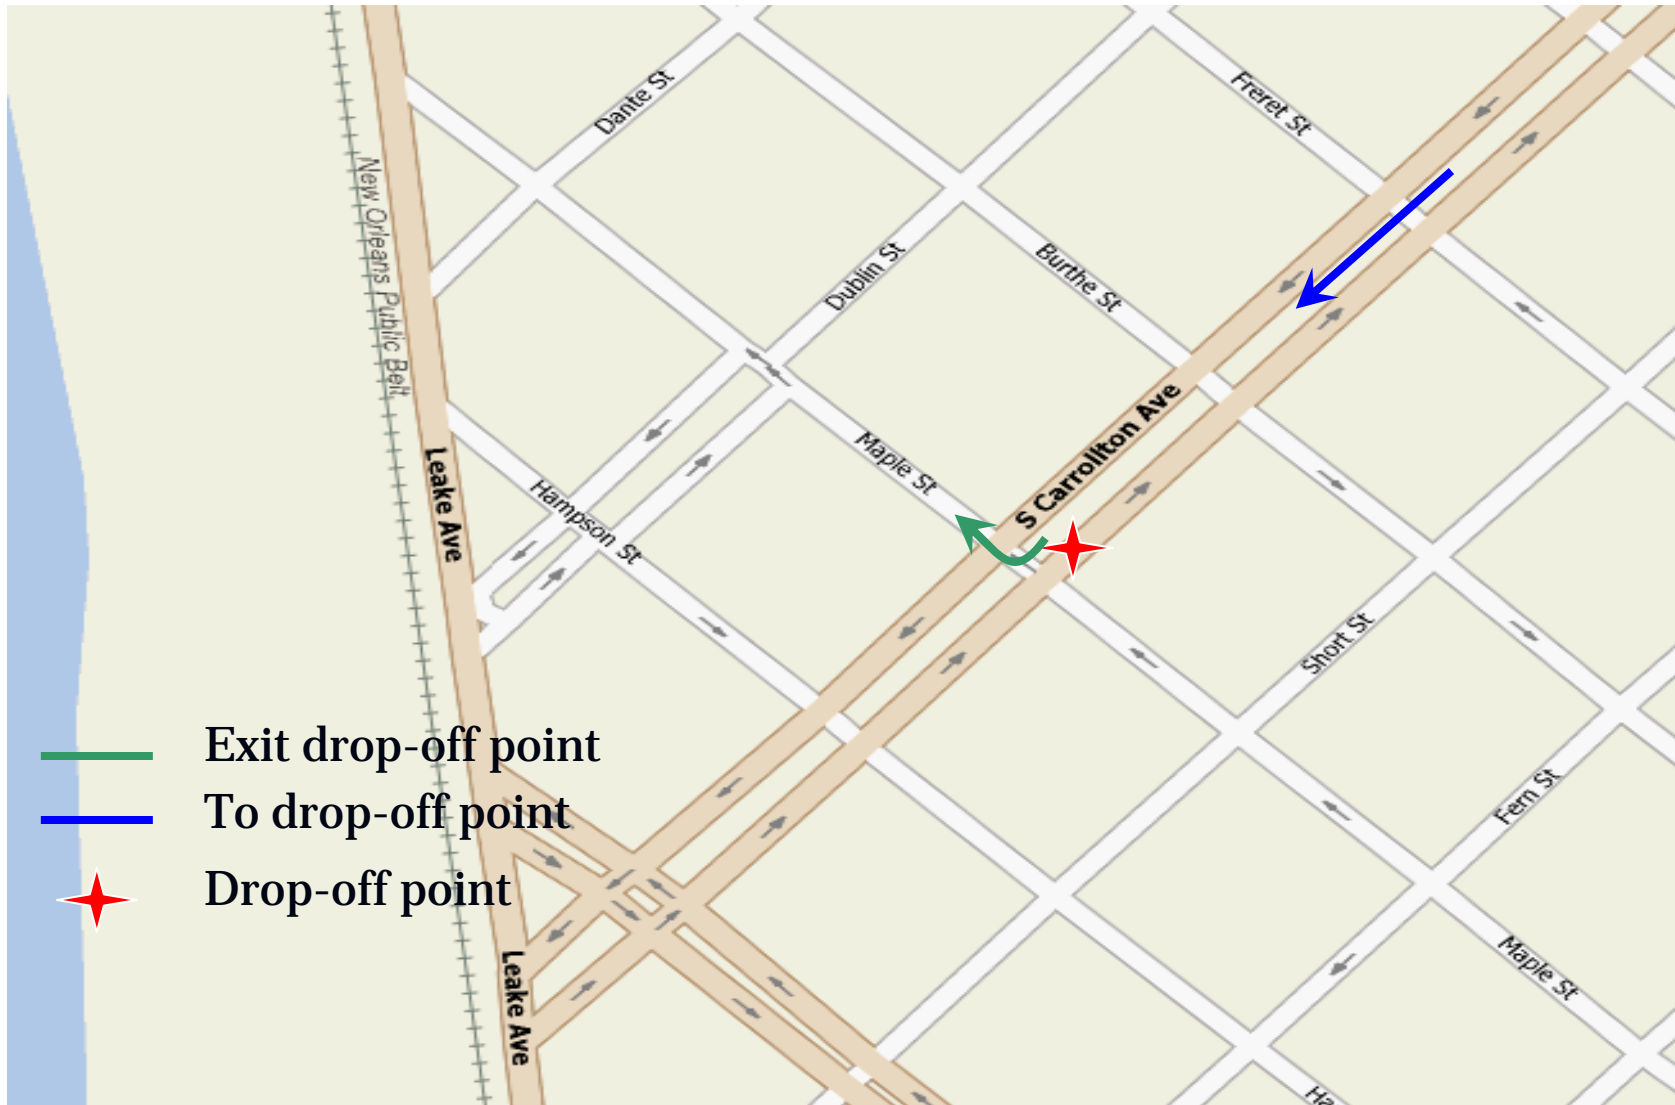 Dante St
Freret St
New Orleans Public Belt
Dublin St
Burthe St
S Carrollton Ave
Maple St
Leake Ave
Hampson St
Short St
Exit drop-off point
To drop-off point
Drop-off point
Fern St
Maple St
Leake Ave
Ha